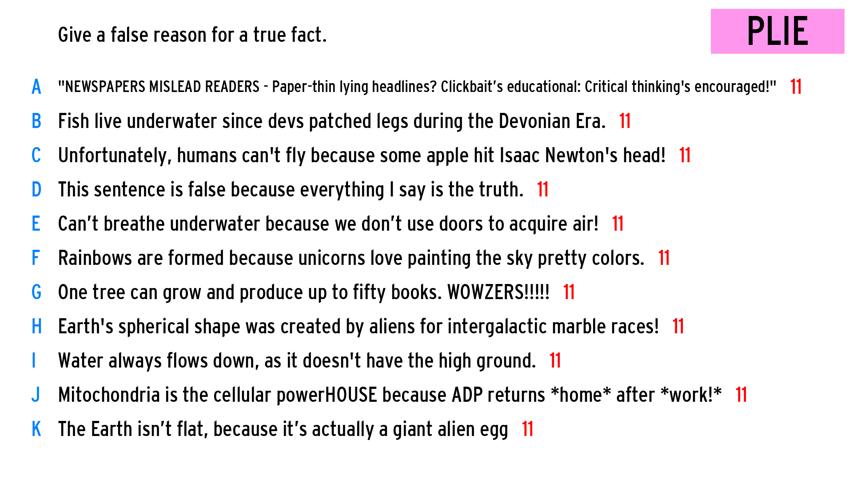 Give a false reason for a true fact.
PLIE
A "NEWSPAPERS MISLEAD READERS - Paper-thin lying headlines? Clickbait's educational: Critical thinking's encouraged!" 11
B Fish live underwater since devs patched legs during the Devonian Era. 11
C Unfortunately, humans can't fly because some apple hit Isaac Newton's head! 11
D This sentence is false because everything I say is the truth. 11
E Can't breathe underwater because we don't use doors to acquire air! 11
F Rainbows are formed because unicorns love painting the sky pretty colors. 11
G One tree can grow and produce up to fifty books. WOWZERS!!!!! 11
H Earth's spherical shape was created by aliens for intergalactic marble races! 11
I Water always flows down, as it doesn't have the high ground. 11
J Mitochondria is the cellular powerHOUSE because ADP returns *home* after *work!* 11
K The Earth isn't flat, because it's actually a giant alien egg 11